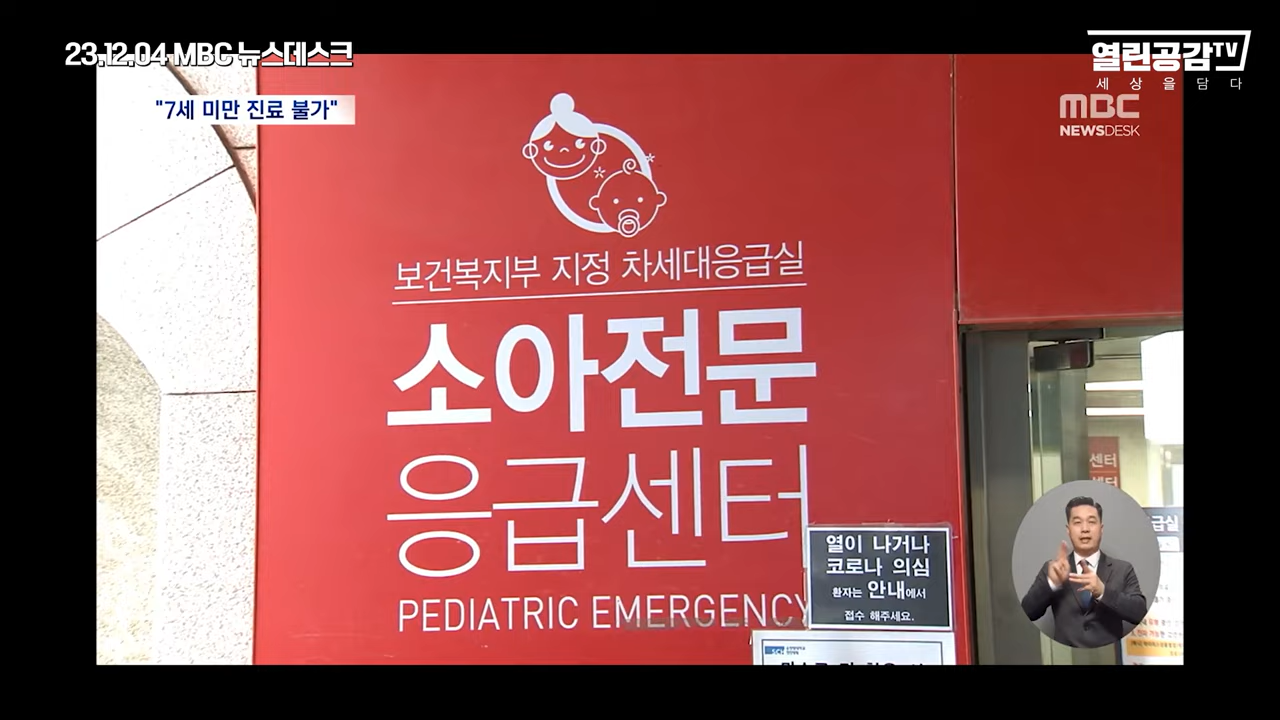 23.12.04 MBC 뉴스데스크
열린공감TV
세상을담다
"7세 미만 진료 불가"
MBC
NEWSDESK
보건복지부 지정 차세대응급실
소아전문
응급센터
PEDIATRIC EMERGENCY
센터
급실
열이 나거나
코로나 의심
환자는 안내에서
접수 해주세요.
SCH